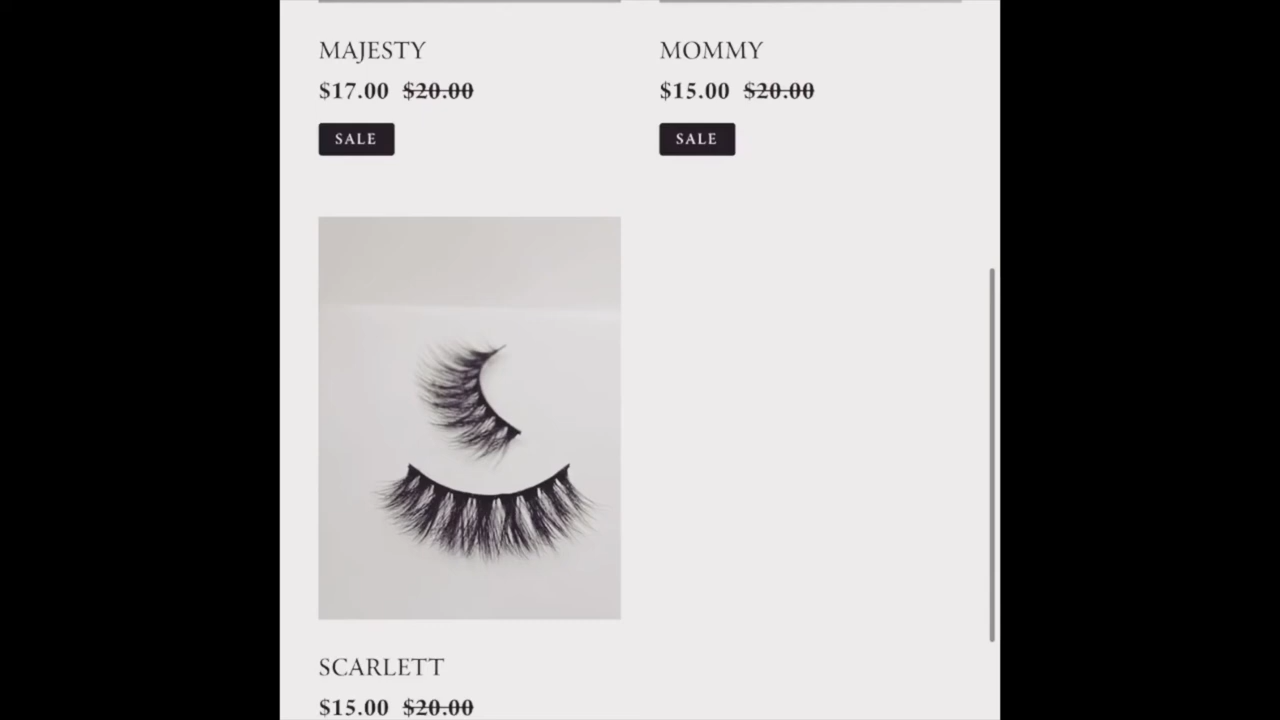 MAJESTY
$17.00 $20.00
SALE
MOMMY
$15.00 $20.00
SALE
SCARLETT
$15.00 $20.00